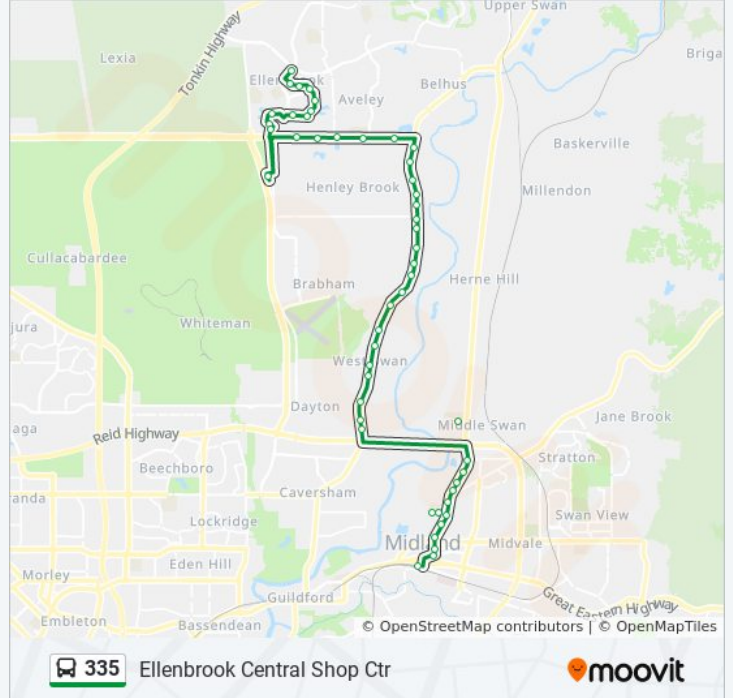 Upper Swan
Lexia
Tonkin Highway
Briga
Ellenbrook
Belhus
Aveley
Baskerville
Henley Brook
Millendon
Cullacabardee
Brabham
Herne Hill
jura
Whiteman
West Swan
Dayton
Jane Brook
Middle Swan
aga
Reid Highway
Beechboro
Stratton
Caversham
anda
Lockridge
Swan View
Midland
Midvale
Eden Hill
Morley
Guildford
Great Eastern Highway
Embleton
Bassendean
© OpenStreetMap contributors | © OpenMapTiles
335 Ellenbrook Central Shop Ctr
moovit